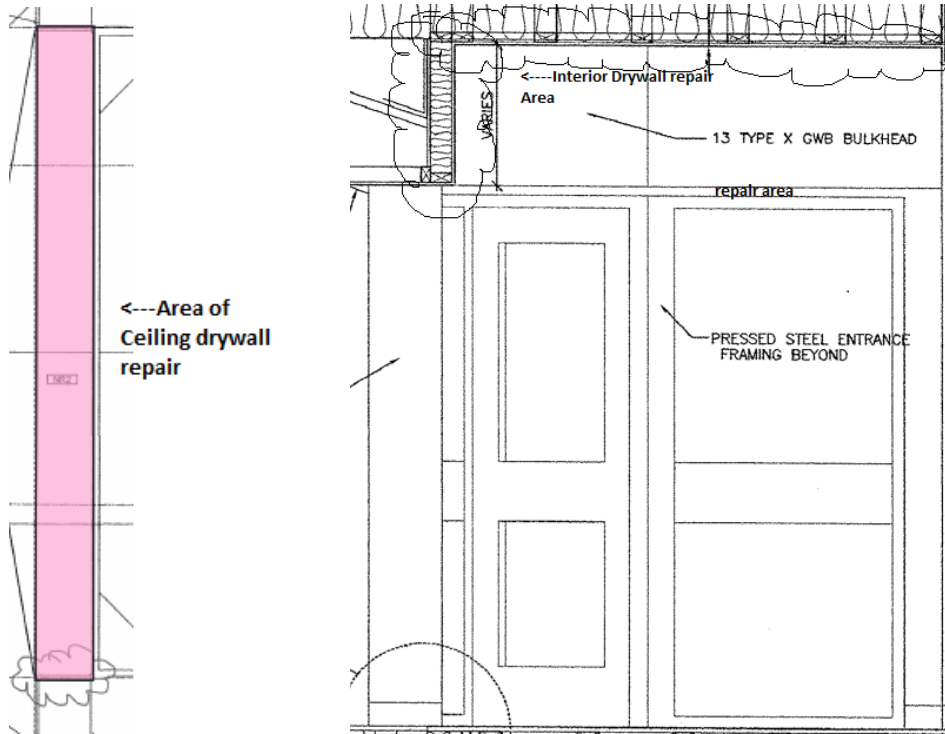 <---Area of
Ceiling drywall
repair
<----Interior Drywall repair
Area
VARIES
13 TYPE X GWB BULKHEAD
repair area
PRESSED STEEL ENTRANCE
FRAMING BEYOND